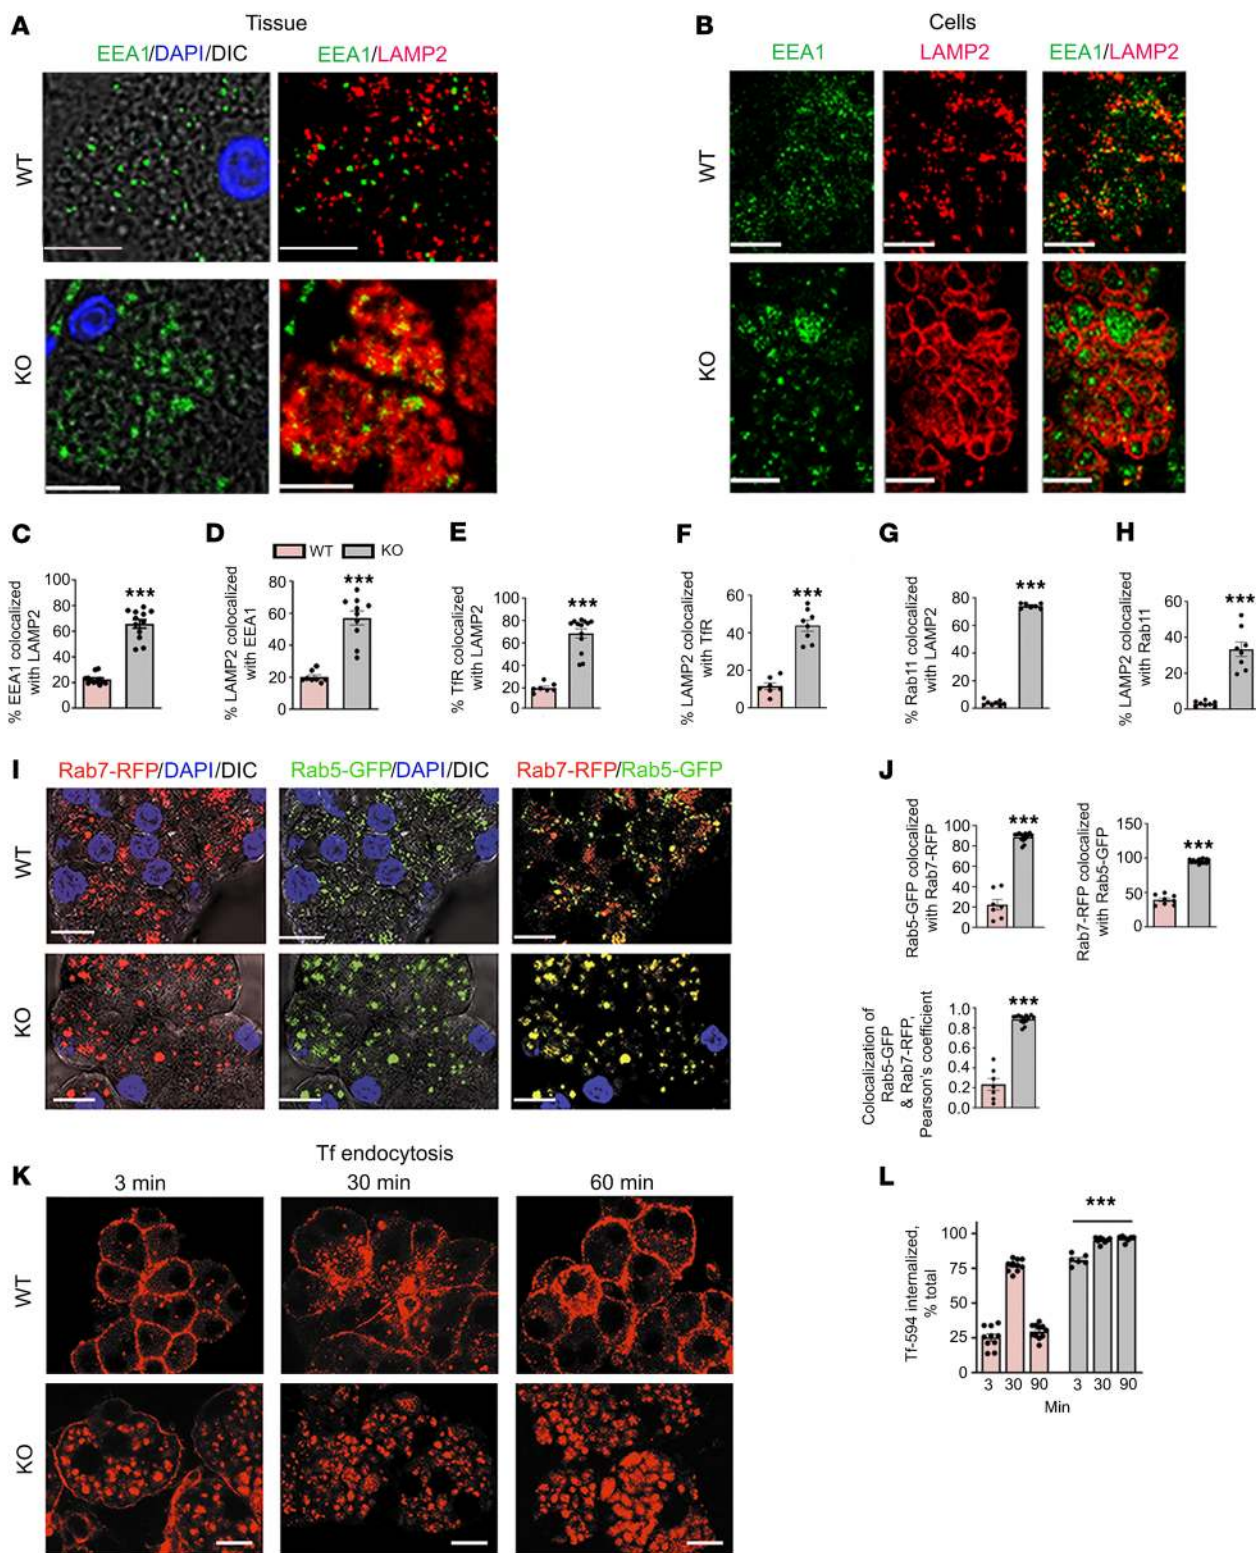 A
Tissue
EEA1/DAPI/DIC
EEA1/LAMP2
WT
KO
B
Cells
EEA1
LAMP2
EEA1/LAMP2
WT
KO
C
% EEA1 colocalized
with LAMP2
100
80
60
40
20
0
***
D
WT
KO
% LAMP2 colocalized
with EEA1
80
60
40
20
0
***
E
% TfR colocalized
with LAMP2
100
80
60
40
20
0
***
F
% LAMP2 colocalized
with TfR
60
40
20
0
***
G
% Rab11 colocalized
with LAMP2
80
60
40
20
0
***
H
% LAMP2 colocalized
with Rab11
60
40
20
0
***
I
Rab7-RFP/DAPI/DIC
Rab5-GFP/DAPI/DIC
Rab7-RFP/Rab5-GFP
WT
KO
J
Rab5-GFP colocalized
with Rab7-RFP
100
80
60
40
20
0
***
Rab7-RFP colocalized
with Rab5-GFP
150
100
50
0
***
Colocalization of
Rab5-GFP
& Rab7-RFP,
Pearson's coefficient
1.0
0.8
0.6
0.4
0.2
0.0
***
K
Tf endocytosis
3 min
30 min
60 min
WT
KO
L
Tf-594 internalized,
% total
100
75
50
25
0
***
3 30 90 3 30 90
Min